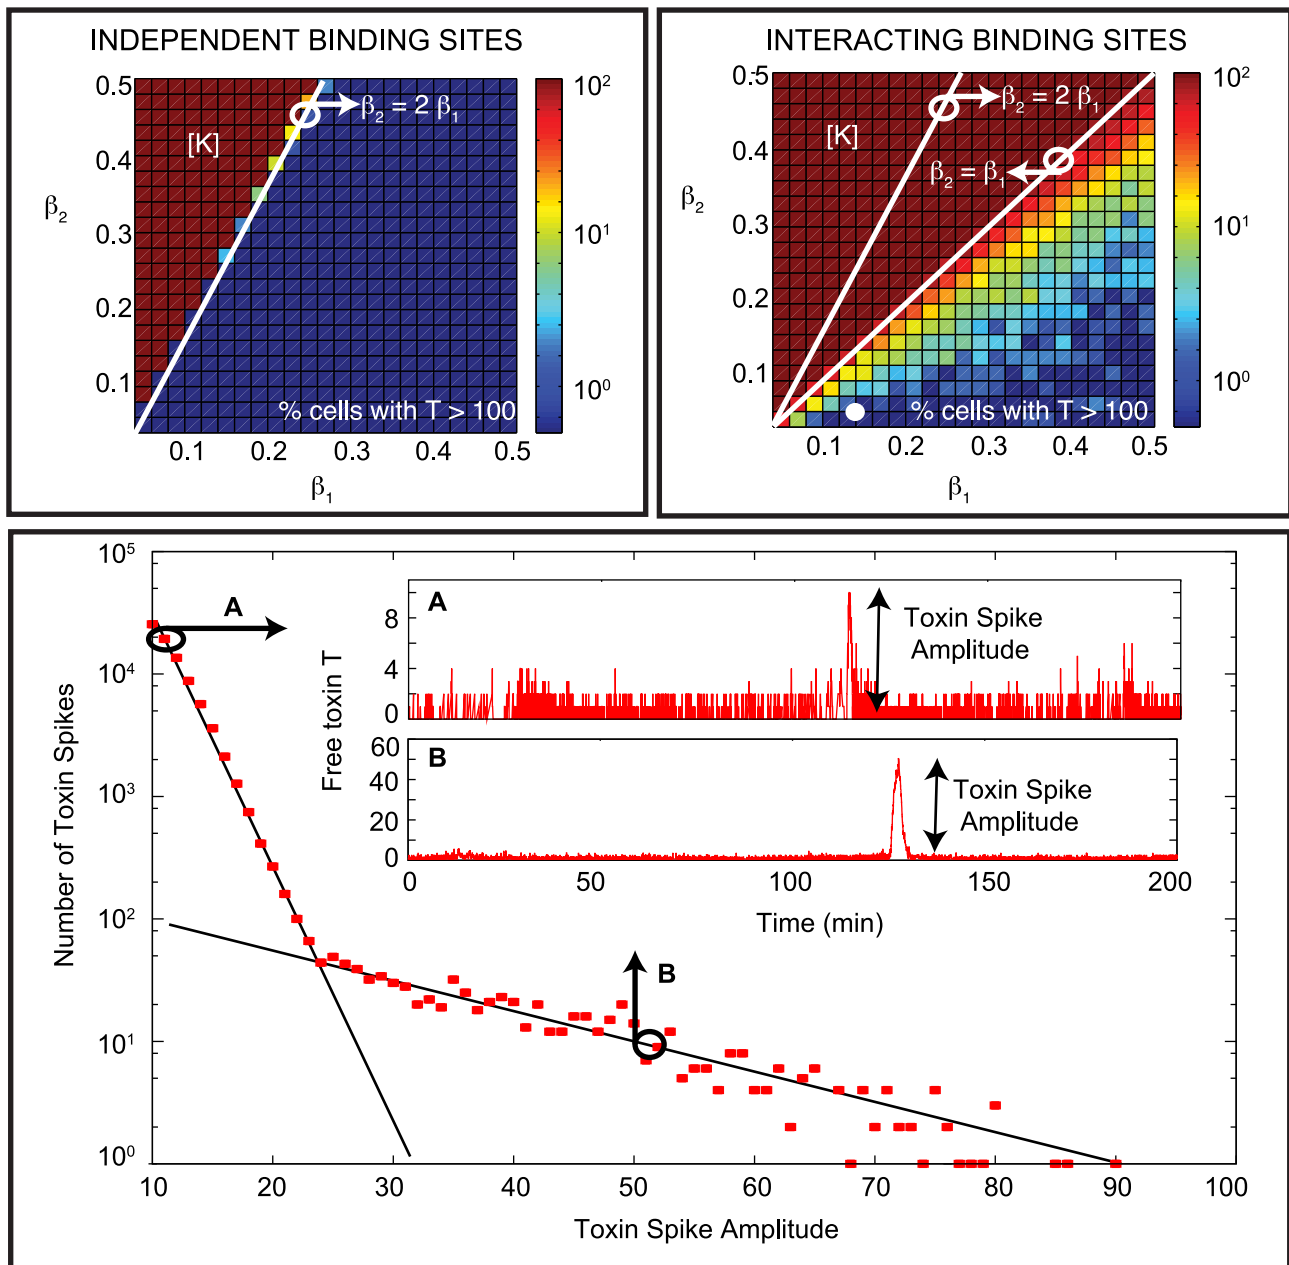 INDEPENDENT BINDING SITES
0.5
0.4
0.3
0.2
0.1
β₂
[K]
β₂ = 2 β₁
% cells with T > 100
0.1 0.2 0.3 0.4 0.5
β₁
10²
10¹
10⁰
INTERACTING BINDING SITES
0.5
0.4
0.3
0.2
0.1
β₂
[K]
β₂ = 2 β₁
β₂ = β₁
% cells with T > 100
0.1 0.2 0.3 0.4 0.5
β₁
10²
10¹
10⁰
10⁵
10⁴
10³
10²
10¹
10⁰
Number of Toxin Spikes
A
B
10 20 30 40 50 60 70 80 90 100
Toxin Spike Amplitude
Free toxin T
A
8
4
0
Toxin Spike
Amplitude
B
60
40
20
0
Toxin Spike
Amplitude
0 50 100 150 200
Time (min)